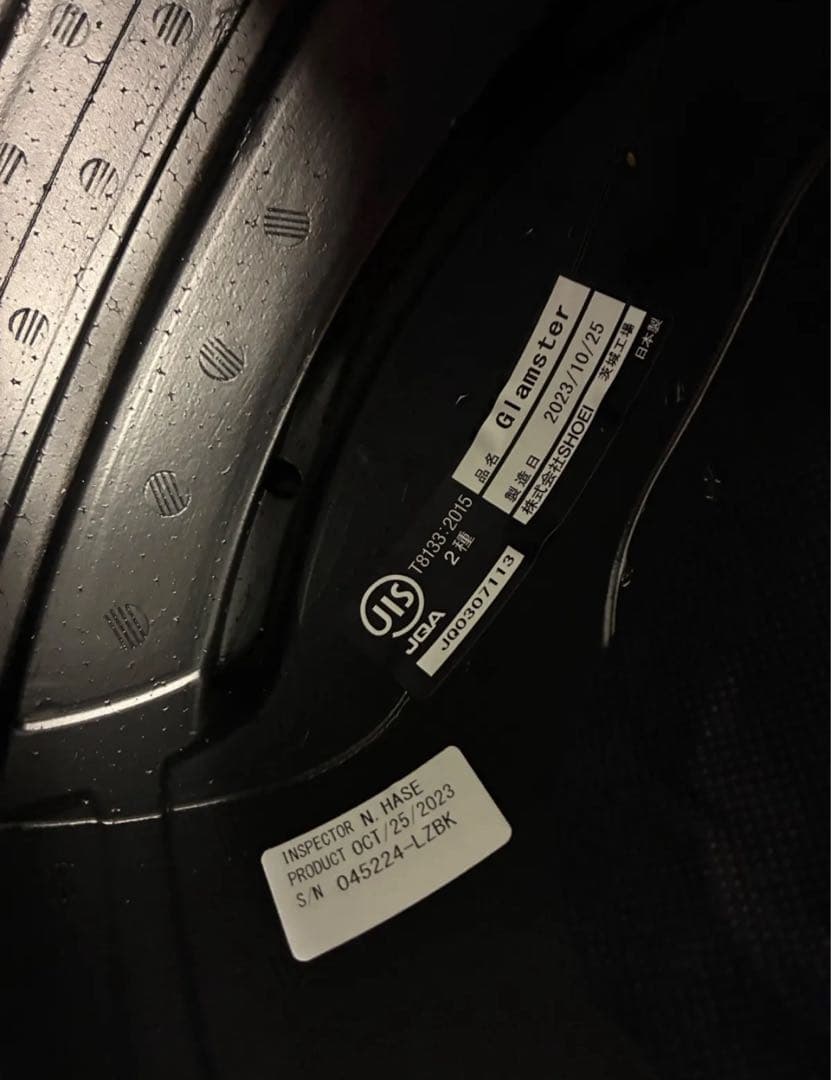 品名 Glamster
製造日 2023/10/25
株式会社SHOEI 茨城工場
日本製
JIS
T8133:2015
2種
JQA
JQ0307113
INSPECTOR N. HASE
PRODUCT OCT/25/2023
S/N 045224-LZBK